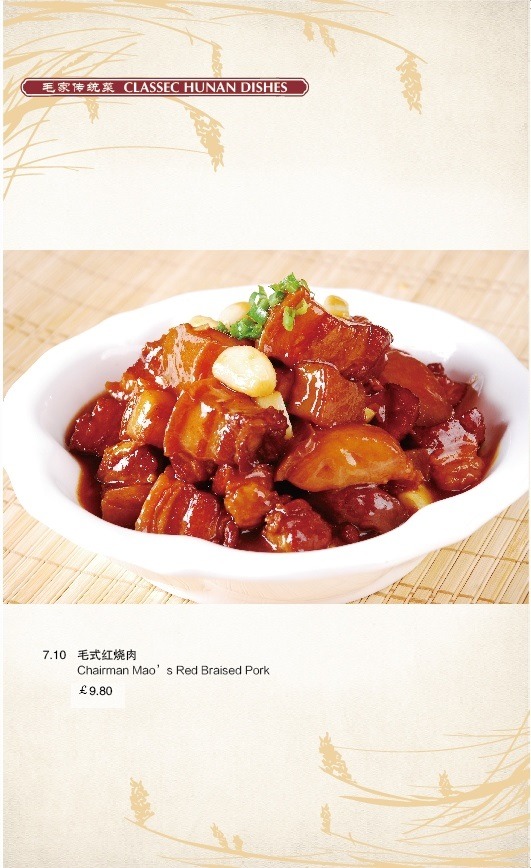 毛家传统菜 CLASSEC HUNAN DISHES
7.10 毛式红烧肉
Chairman Mao’s Red Braised Pork
£9.80